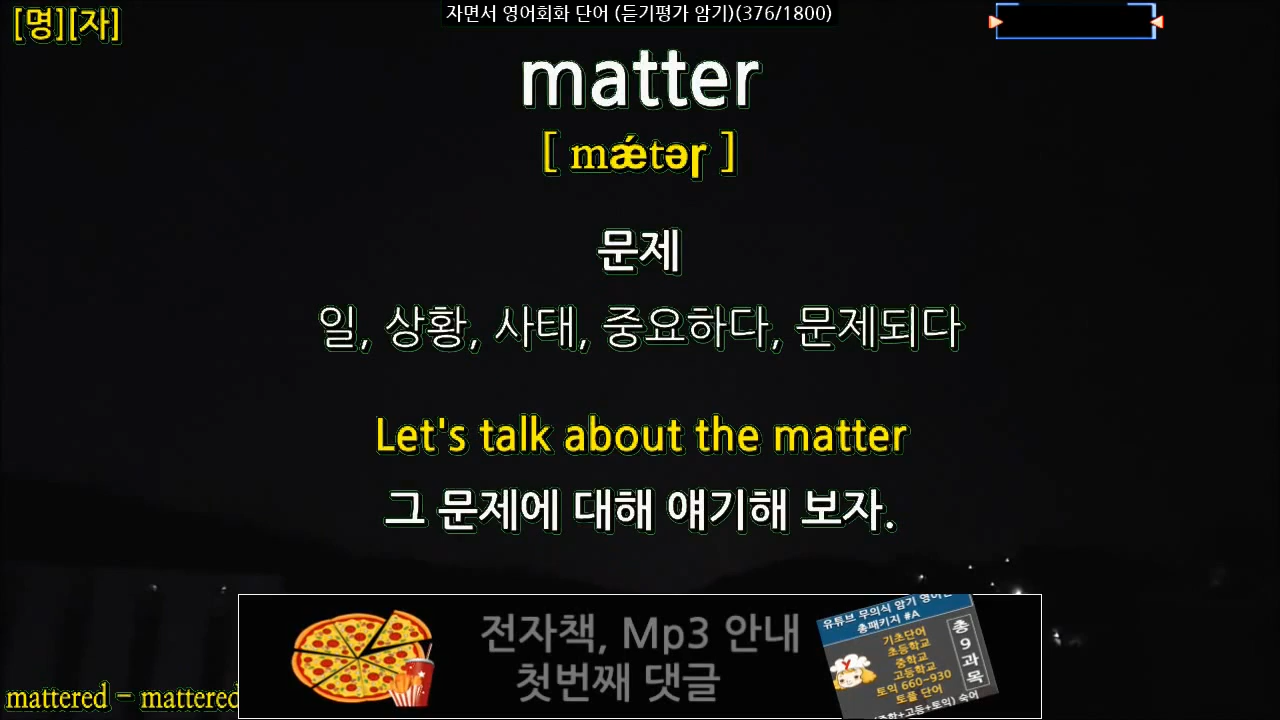 [명][자]
자면서 영어회화 단어 (듣기평가 암기)(376/1800)
matter
[ mǽtəɼ ]
문제
일, 상황, 사태, 중요하다, 문제되다
Let's talk about the matter
그 문제에 대해 얘기해 보자.
전자책, Mp3 안내
첫번째 댓글
유튜브 무의식 암기
총패키지 #A
기초단어
초등학교
중학교
고등학교
토익 660-930
토플 단어
총 9 과목
숙어
mattered - mattered